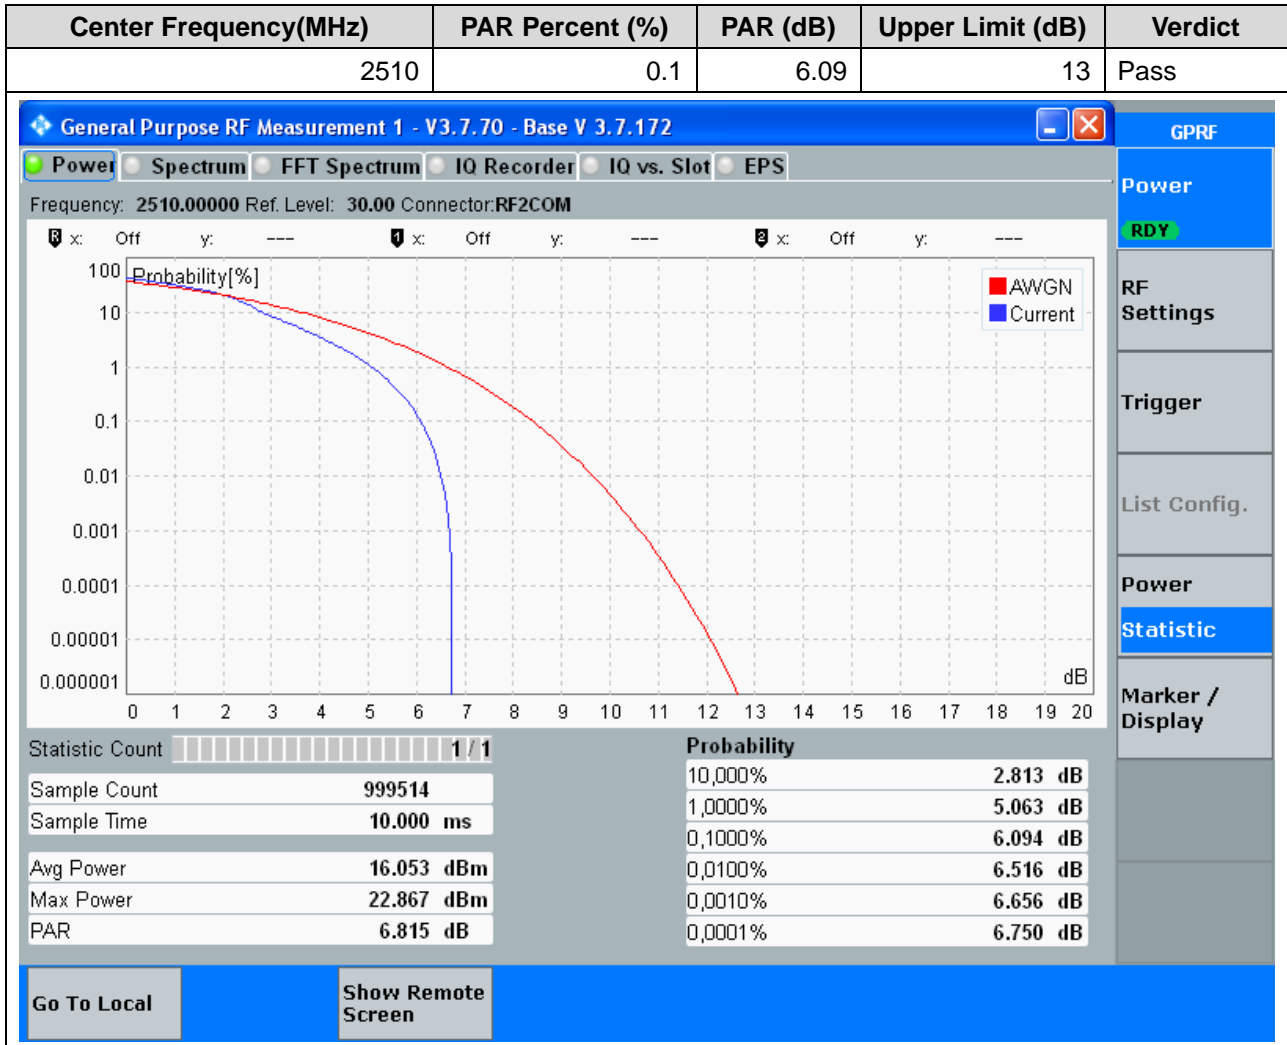 Center Frequency(MHz) PAR Percent (%) PAR (dB) Upper Limit (dB) Verdict
2510 0.1 6.09 13 Pass
General Purpose RF Measurement 1 - V3.7.70 - Base V 3.7.172
GPRF
Power Spectrum FFT Spectrum IQ Recorder IQ vs. Slot EPS
Power
RDY
Frequency: 2510.00000 Ref. Level: 30.00 Connector:RF2COM
R x: Off y: --- 1 x: Off y: --- 2 x: Off y: ---
Probability[%]
AWGN
Current
100
10
1
0.1
0.01
0.001
0.0001
0.00001
0.000001
dB
0 1 2 3 4 5 6 7 8 9 10 11 12 13 14 15 16 17 18 19 20
RF
Settings
Trigger
List Config.
Power
Statistic
Marker /
Display
Statistic Count 1 / 1
Sample Count 999514
Sample Time 10.000 ms
Avg Power 16.053 dBm
Max Power 22.867 dBm
PAR 6.815 dB
Probability
10,000% 2.813 dB
1,0000% 5.063 dB
0,1000% 6.094 dB
0,0100% 6.516 dB
0,0010% 6.656 dB
0,0001% 6.750 dB
Go To Local
Show Remote
Screen